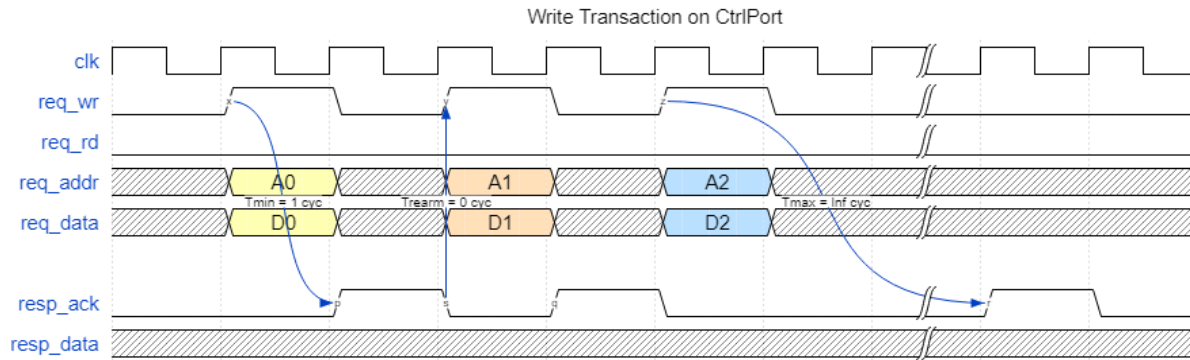 Write Transaction on CtrlPort
clk
req_wr x y z
req_rd
req_addr A0 A1 A2
Tmin = 1 cyc Trearm = 0 cyc Tmax = Inf cyc
req_data D0 D1 D2
resp_ack p s q r
resp_data